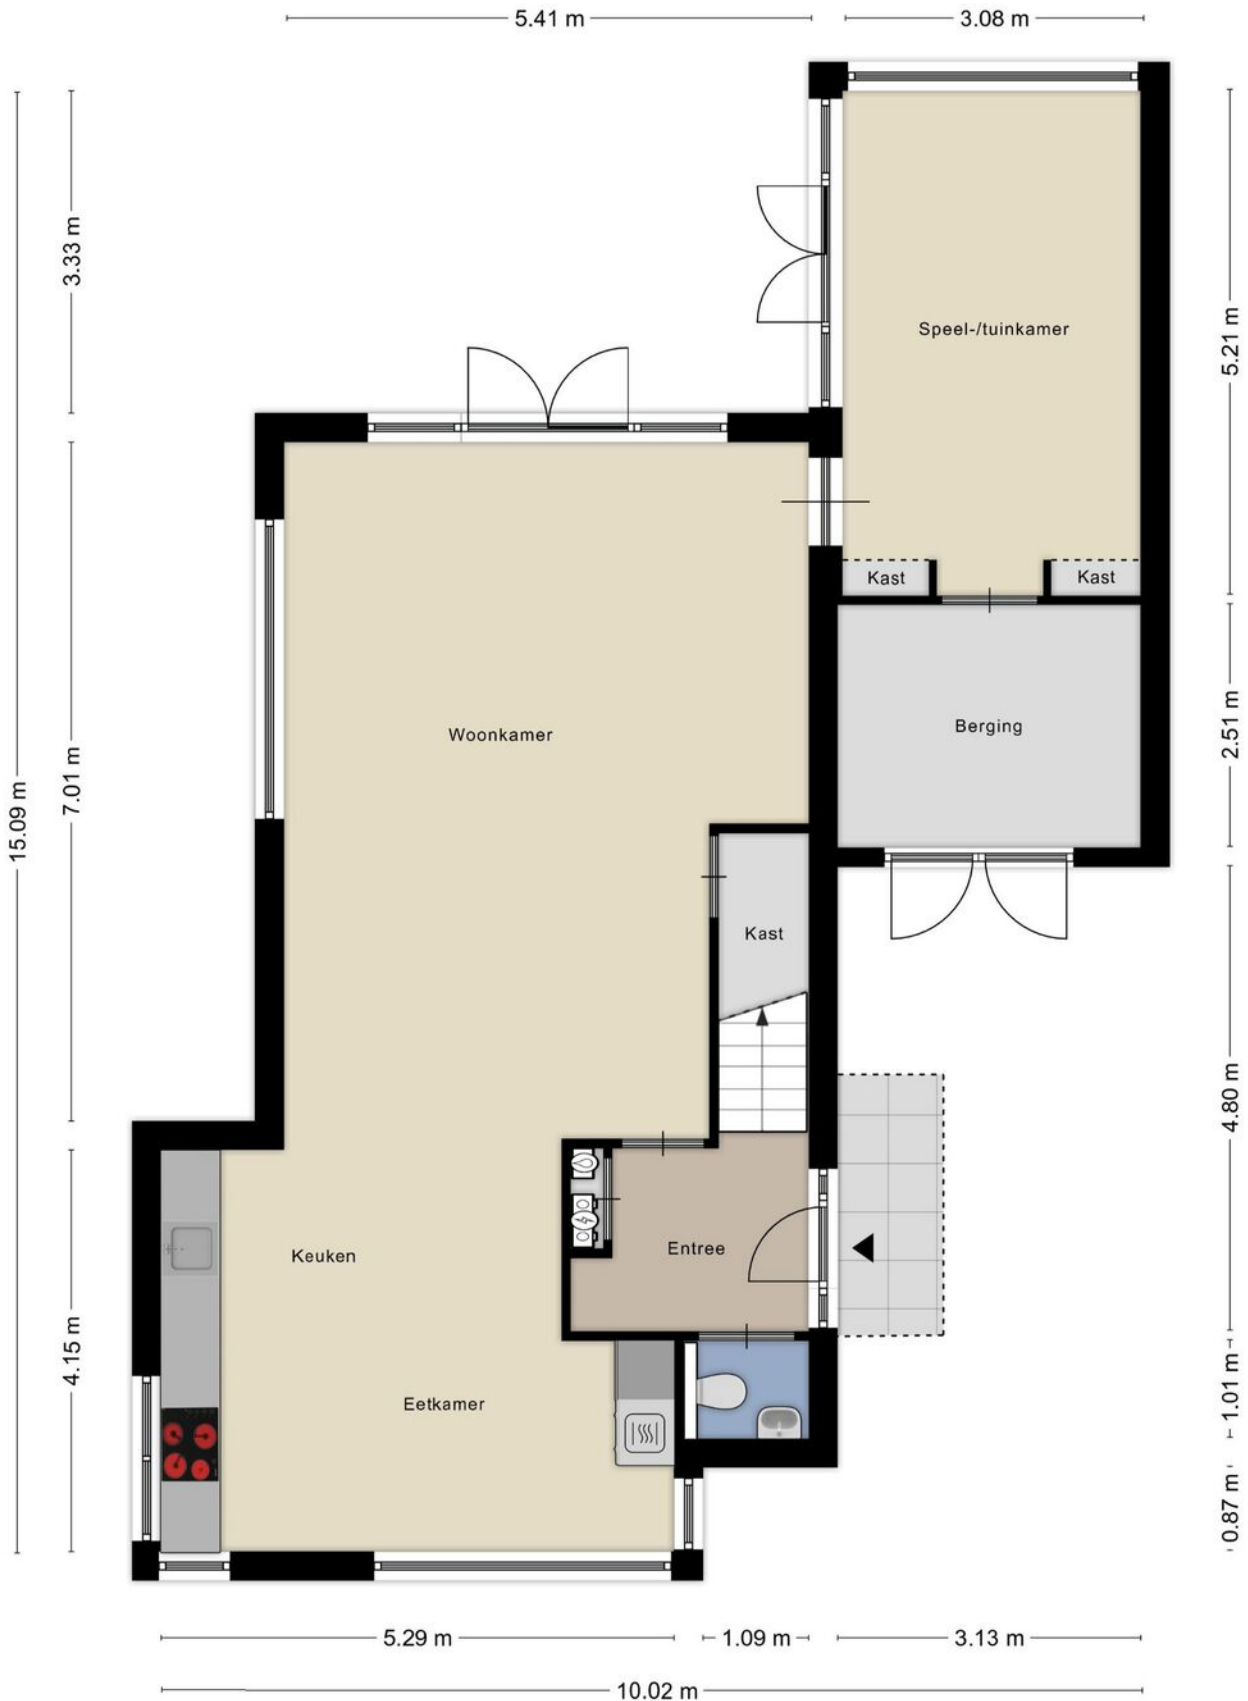 5.41 m
3.08 m
3.33 m
5.21 m
Speel-/tuinkamer
Kast
Kast
Woonkamer
Berging
2.51 m
7.01 m
15.09 m
Kast
4.80 m
Entree
Keuken
4.15 m
Eetkamer
1.01 m
0.87 m
5.29 m
1.09 m
3.13 m
10.02 m